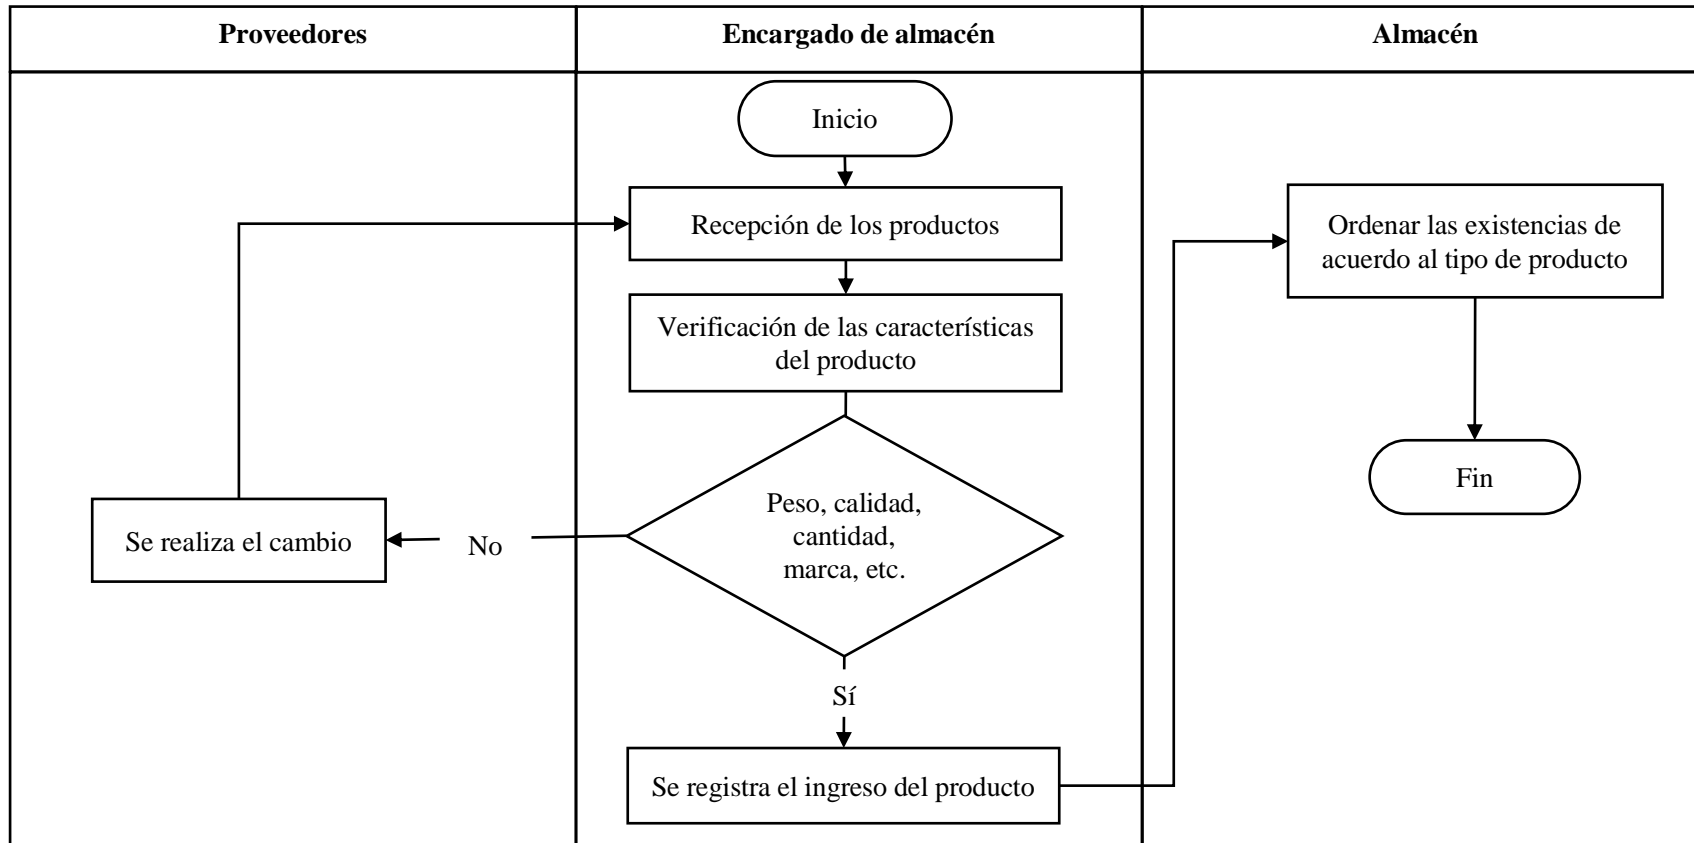 Proveedores
Encargado de almacén
Almacén
Inicio
Recepción de los productos
Verificación de las características
del producto
Peso, calidad,
cantidad,
marca, etc.
No
Se realiza el cambio
Sí
Se registra el ingreso del producto
Ordenar las existencias de
acuerdo al tipo de producto
Fin